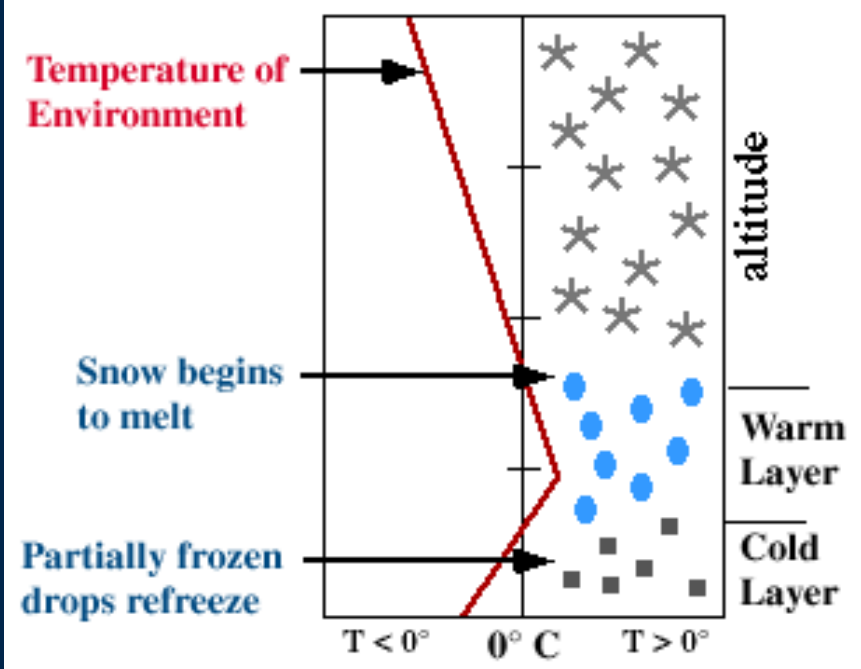 Temperature of
Environment
altitude
Snow begins
to melt
Warm
Layer
Partially frozen
drops refreeze
Cold
Layer
T < 0°
0° C
T > 0°